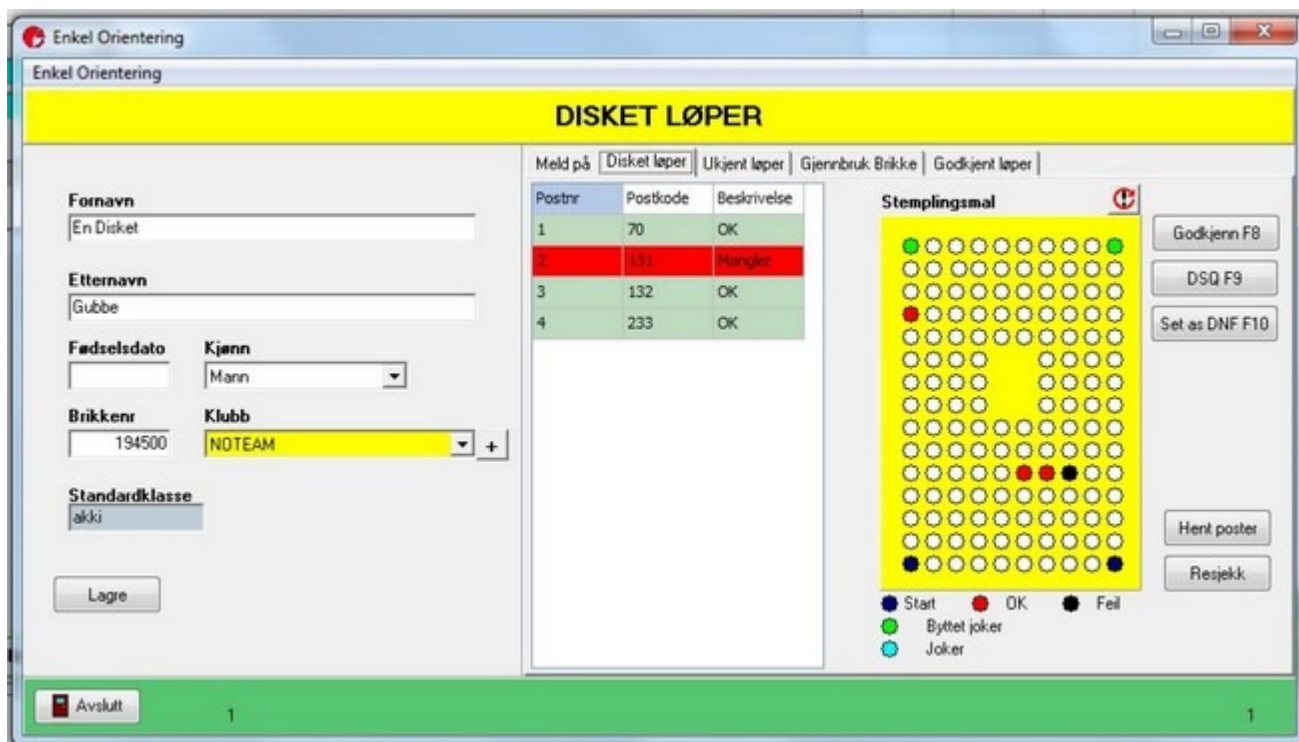 Enkel Orientering
Enkel Orientering
DISKET LØPER
Meld på Disket løper Ukjent løper Gjennbruk Brikke Godkjent løper
Fornavn
En Disket
Etternavn
Gubbe
Fødselsdato Kjønn
Mann
Brikkenr Klubb
194500 NOTEAM +
Standardklasse
akki
Lagre
Postnr Postkode Beskrivelse
1 70 OK
2 131 Mangler
3 132 OK
4 233 OK
Stemplingsmal
Start OK Feil
Byttet joker
Joker
Godkjenn F8
DSQ F9
Set as DNF F10
Hent poster
Resjekk
Avslutt 1 1